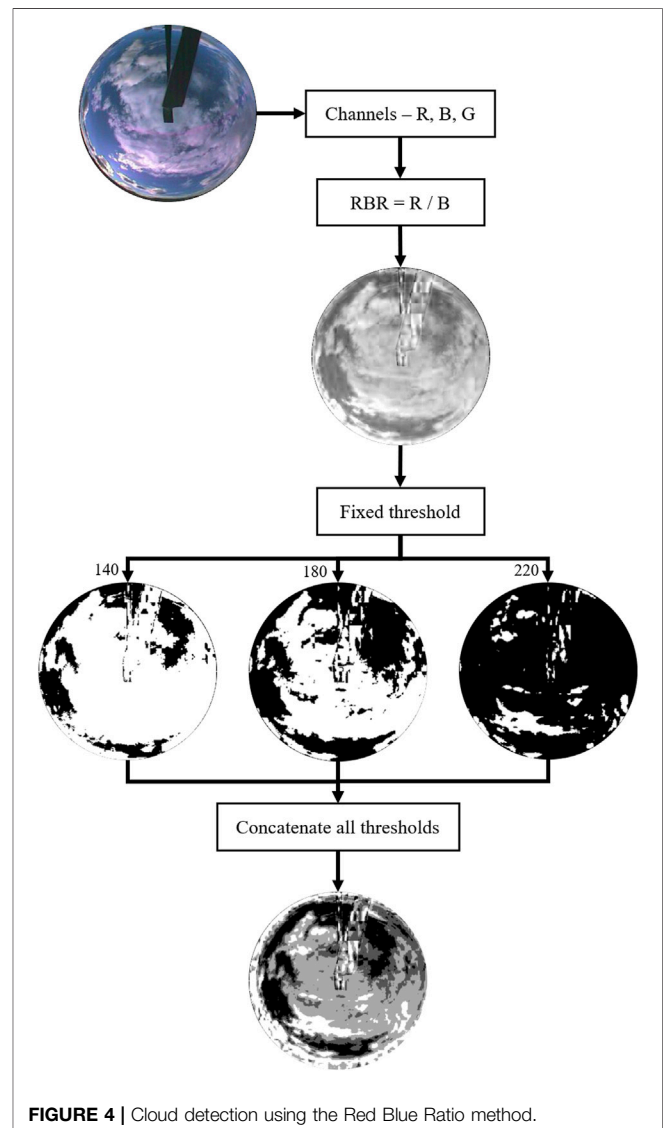 Channels – R, B, G
RBR = R / B
Fixed threshold
140
180
220
Concatenate all thresholds
FIGURE 4 | Cloud detection using the Red Blue Ratio method.